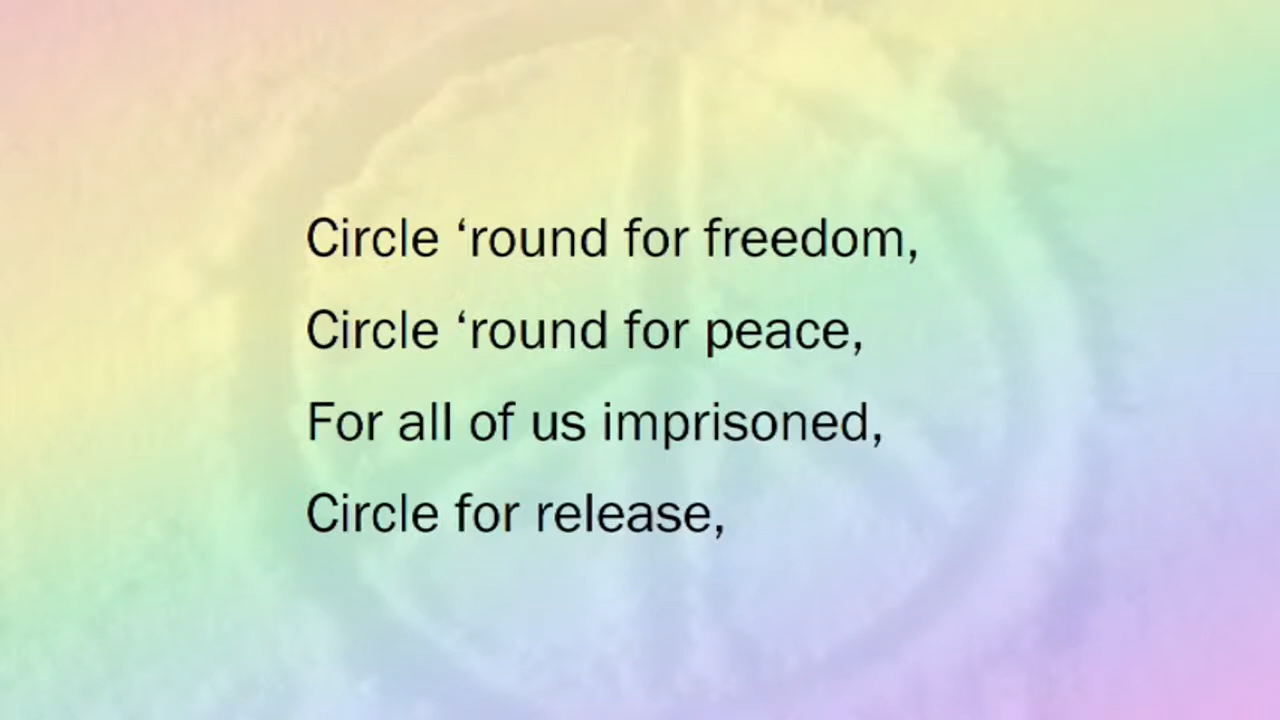 Circle ‘round for freedom,
Circle ‘round for peace,
For all of us imprisoned,
Circle for release,